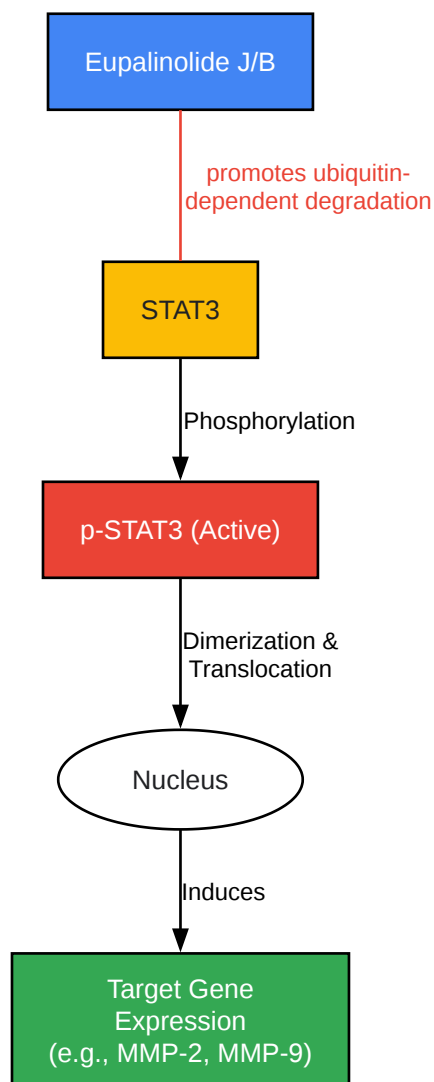 Eupalinolide J/B
promotes ubiquitin-
dependent degradation
STAT3
Phosphorylation
p-STAT3 (Active)
Dimerization &
Translocation
Nucleus
Induces
Target Gene
Expression
(e.g., MMP-2, MMP-9)